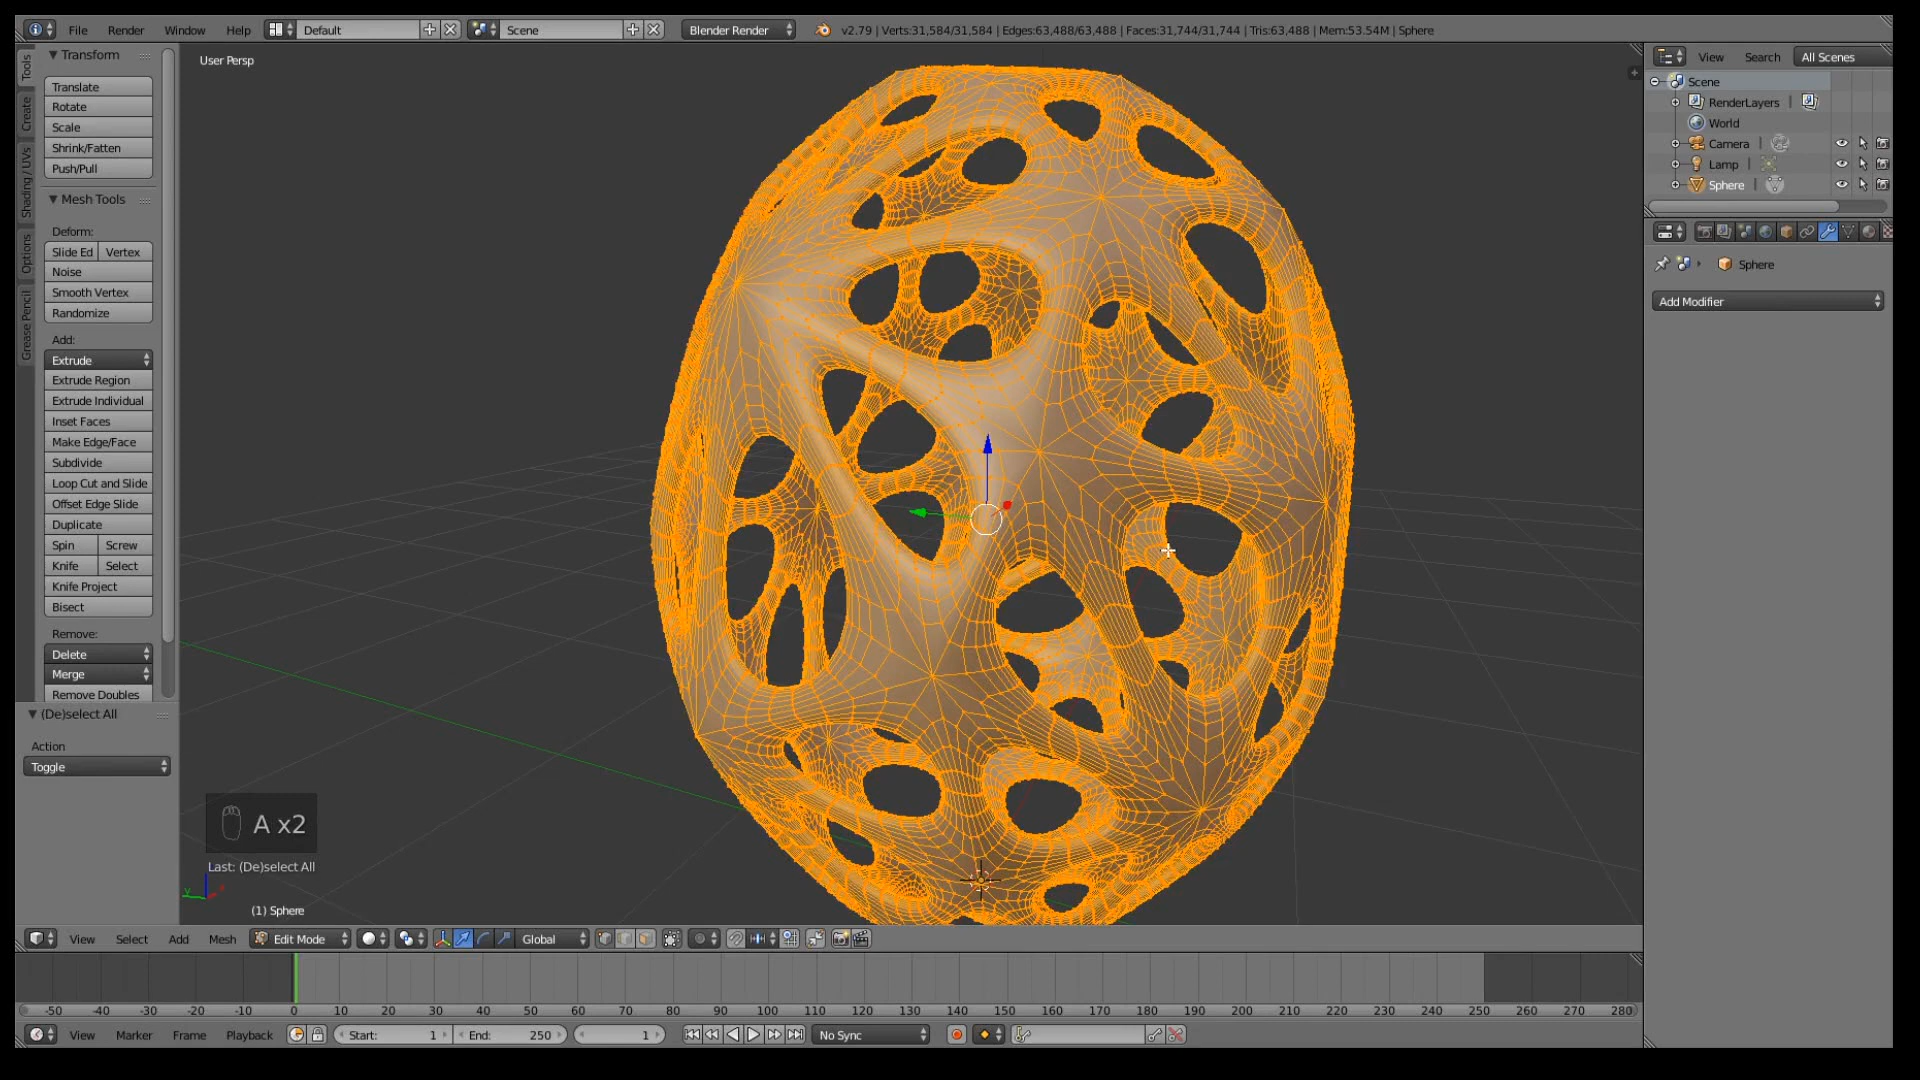 File Render Window Help Default Scene Blender Render v2.79 | Verts:31,584/31,584 | Edges:63,488/63,488 | Faces:31,744/31,744 | Tris:63,488 | Mem:53.54M | Sphere
Tools
Create
Shading / UVs
Options
Grease Pencil
Transform
Translate
Rotate
Scale
Shrink/Fatten
Push/Pull
Mesh Tools
Deform:
Slide Ed Vertex
Noise
Smooth Vertex
Randomize
Add:
Extrude
Extrude Region
Extrude Individual
Inset Faces
Make Edge/Face
Subdivide
Loop Cut and Slide
Offset Edge Slide
Duplicate
Spin Screw
Knife Select
Knife Project
Bisect
Remove:
Delete
Merge
Remove Doubles
(De)select All
Action
Toggle
User Persp
A x2
Last: (De)select All
y
(1) Sphere
View Search All Scenes
Scene
RenderLayers
World
Camera
Lamp
Sphere
Sphere
Add Modifier
View Select Add Mesh Edit Mode Global
-50 -40 -30 -20 -10 0 10 20 30 40 50 60 70 80 90 100 110 120 130 140 150 160 170 180 190 200 210 220 230 240 250 260 270 280
View Marker Frame Playback Start: 1 End: 250 1 No Sync